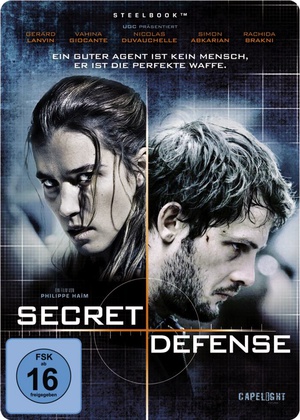 STEELBOOK™
UGC PRÄSENTIERT
GERARD LANVIN
VAHINA GIOCANTE
NICOLAS DUVAUCHELLE
SIMON ABKARIAN
RACHIDA BRAKNI
EIN GUTER AGENT IST KEIN MENSCH,
ER IST DIE PERFEKTE WAFFE.
EIN FILM VON
PHILIPPE HAÏM
SECRET
DEFENSE
FSK
ab
16
CAPELIGHT